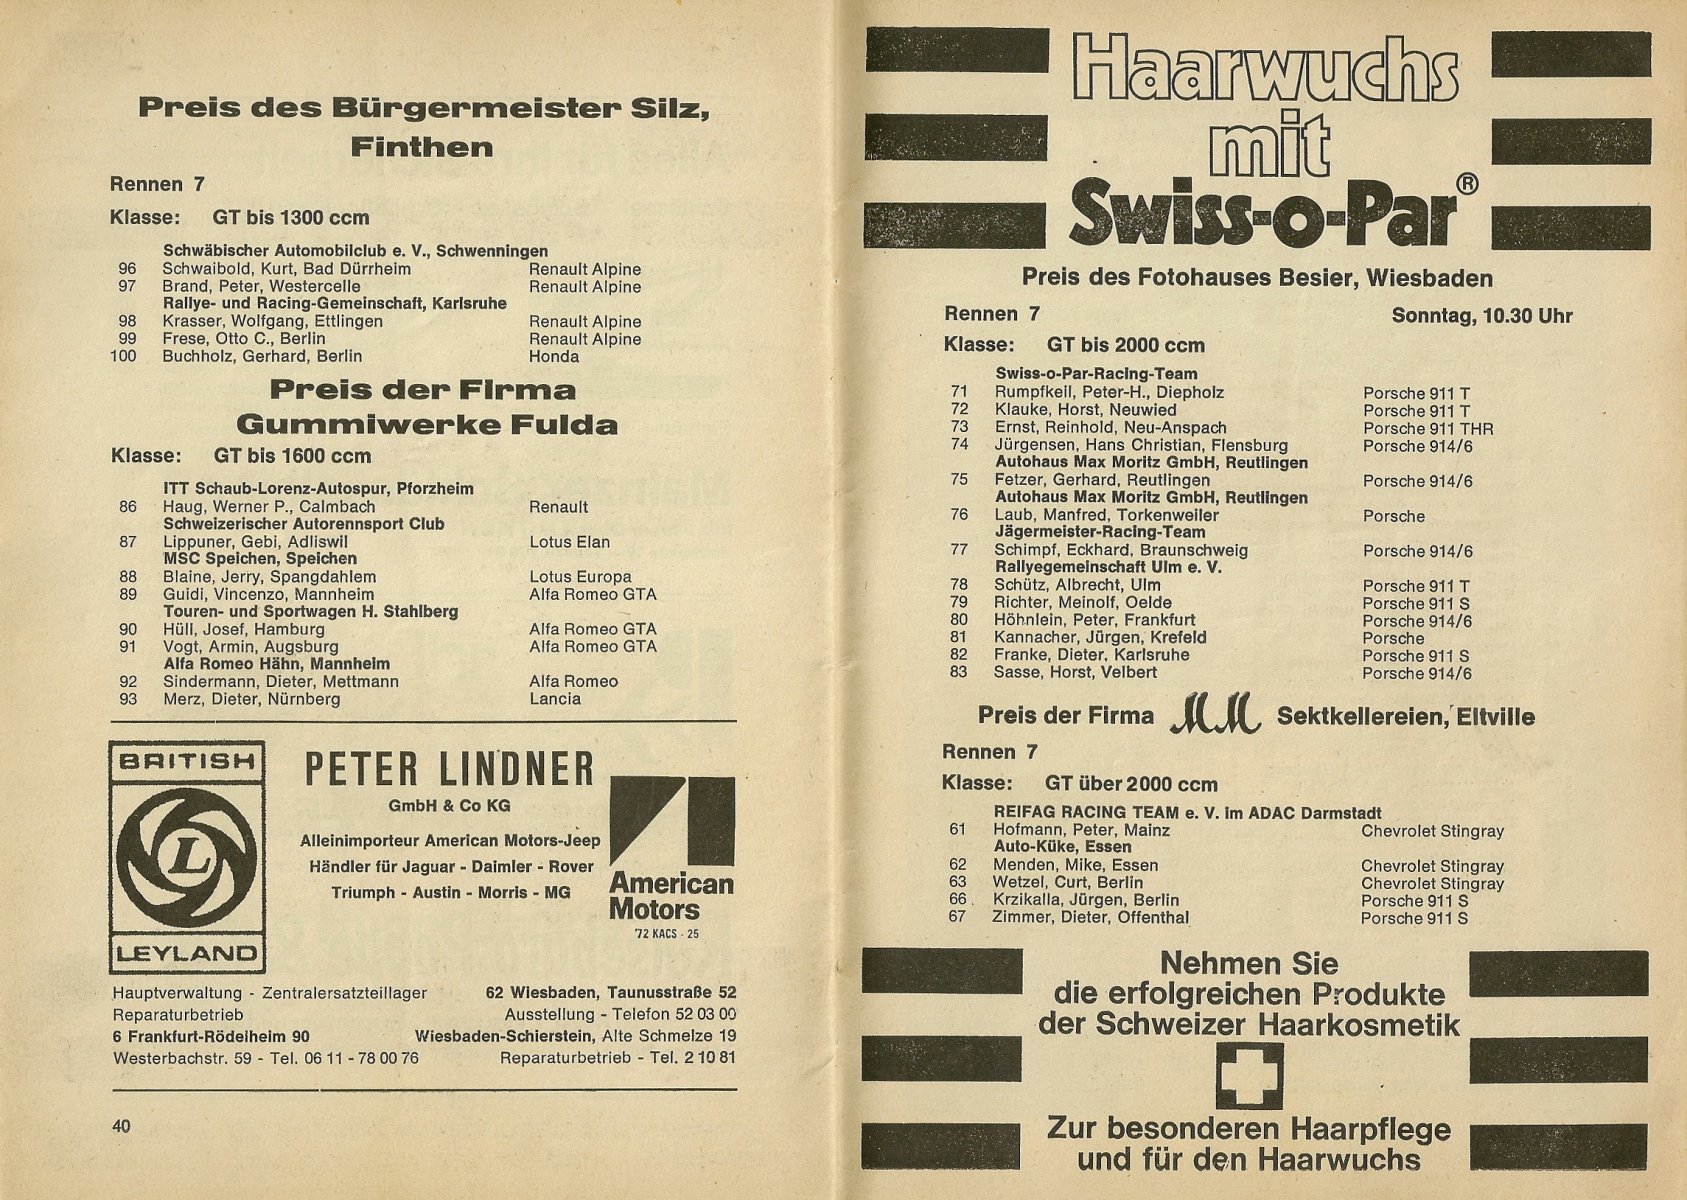 Preis des Bürgermeister Silz,
Finthen
Rennen 7
Klasse: GT bis 1300 ccm
Schwäbischer Automobilclub e. V., Schwenningen
96 Schwaibold, Kurt, Bad Dürrheim Renault Alpine
97 Brand, Peter, Westercelle Renault Alpine
Rallye- und Racing-Gemeinschaft, Karlsruhe
98 Krasser, Wolfgang, Ettlingen Renault Alpine
99 Frese, Otto C., Berlin Renault Alpine
100 Buchholz, Gerhard, Berlin Honda
Preis der Firma
Gummiwerke Fulda
Klasse: GT bis 1600 ccm
ITT Schaub-Lorenz-Autospur, Pforzheim
86 Haug, Werner P., Calmbach Renault
Schweizerischer Autorennsport Club
87 Lippuner, Gebi, Adliswil Lotus Elan
MSC Speichen, Speichen
88 Blaine, Jerry, Spangdahlem Lotus Europa
89 Guidi, Vincenzo, Mannheim Alfa Romeo GTA
Touren- und Sportwagen H. Stahlberg
90 Hüll, Josef, Hamburg Alfa Romeo GTA
91 Vogt, Armin, Augsburg Alfa Romeo GTA
Alfa Romeo Hähn, Mannheim
92 Sindermann, Dieter, Mettmann Alfa Romeo
93 Merz, Dieter, Nürnberg Lancia
BRITISH
L
LEYLAND
PETER LINDNER
GmbH & Co KG
Alleinimporteur American Motors-Jeep
Händler für Jaguar - Daimler - Rover
Triumph - Austin - Morris - MG
American
Motors
'72 KACS - 25
Hauptverwaltung - Zentralersatzteillager 62 Wiesbaden, Taunusstraße 52
Reparaturbetrieb Ausstellung - Telefon 52 03 00
6 Frankfurt-Rödelheim 90 Wiesbaden-Schierstein, Alte Schmelze 19
Westerbachstr. 59 - Tel. 06 11 - 78 00 76 Reparaturbetrieb - Tel. 2 10 81
40
Haarwuchs
mit
Swiss-o-Par®
Preis des Fotohauses Besier, Wiesbaden
Rennen 7 Sonntag, 10.30 Uhr
Klasse: GT bis 2000 ccm
Swiss-o-Par-Racing-Team
71 Rumpfkeil, Peter-H., Diepholz Porsche 911 T
72 Klauke, Horst, Neuwied Porsche 911 T
73 Ernst, Reinhold, Neu-Anspach Porsche 911 THR
74 Jürgensen, Hans Christian, Flensburg Porsche 914/6
Autohaus Max Moritz GmbH, Reutlingen
75 Fetzer, Gerhard, Reutlingen Porsche 914/6
Autohaus Max Moritz GmbH, Reutlingen
76 Laub, Manfred, Torkenweiler Porsche
Jägermeister-Racing-Team
77 Schimpf, Eckhard, Braunschweig Porsche 914/6
Rallyegemeinschaft Ulm e. V.
78 Schütz, Albrecht, Ulm Porsche 911 T
79 Richter, Meinolf, Oelde Porsche 911 S
80 Höhnlein, Peter, Frankfurt Porsche 914/6
81 Kannacher, Jürgen, Krefeld Porsche
82 Franke, Dieter, Karlsruhe Porsche 911 S
83 Sasse, Horst, Velbert Porsche 914/6
Preis der Firma MM Sektkellereien, Eltville
Rennen 7
Klasse: GT über 2000 ccm
REIFAG RACING TEAM e. V. im ADAC Darmstadt
61 Hofmann, Peter, Mainz Chevrolet Stingray
Auto-Küke, Essen
62 Menden, Mike, Essen Chevrolet Stingray
63 Wetzel, Curt, Berlin Chevrolet Stingray
66 Krzikalla, Jürgen, Berlin Porsche 911 S
67 Zimmer, Dieter, Offenthal Porsche 911 S
Nehmen Sie
die erfolgreichen Produkte
der Schweizer Haarkosmetik
Zur besonderen Haarpflege
und für den Haarwuchs